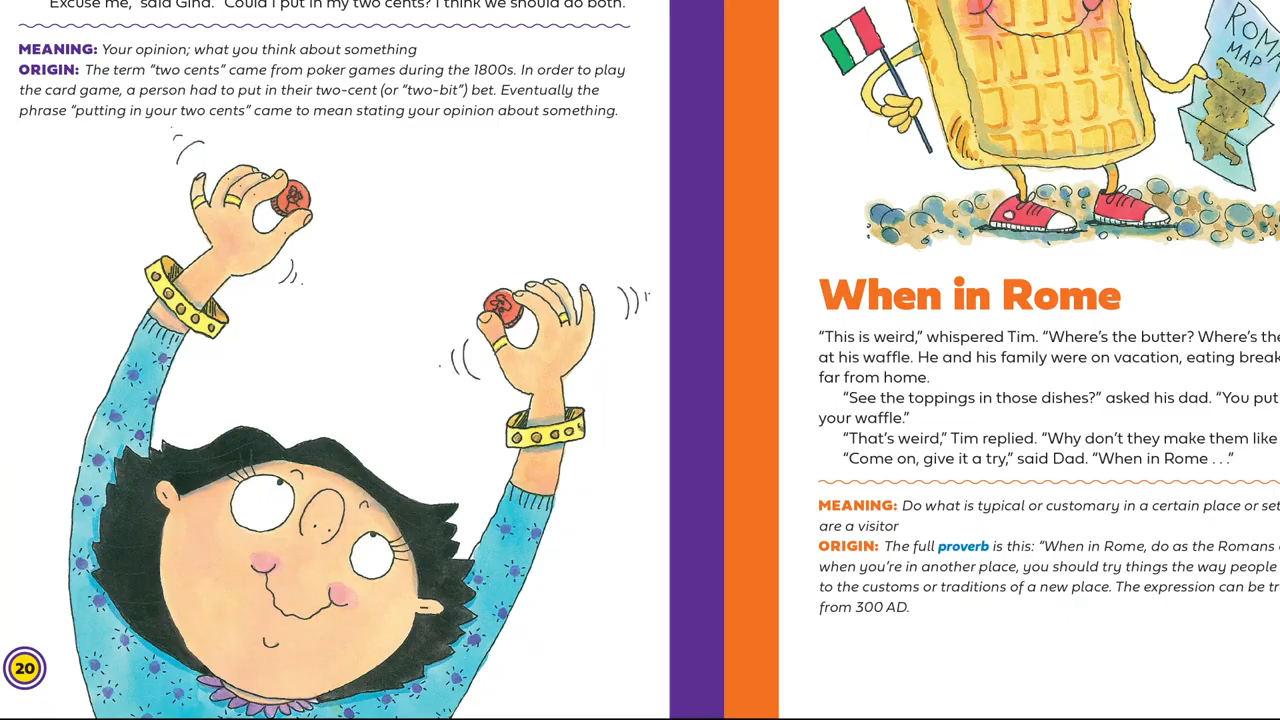 "Excuse me," said Gina. "Could I put in my two cents? I think we should do both."
MEANING: Your opinion; what you think about something
ORIGIN: The term "two cents" came from poker games during the 1800s. In order to play
the card game, a person had to put in their two-cent (or "two-bit") bet. Eventually the
phrase "putting in your two cents" came to mean stating your opinion about something.
20
MAP
When in Rome
"This is weird," whispered Tim. "Where's the butter? Where's the
at his waffle. He and his family were on vacation, eating break
far from home.
"See the toppings in those dishes?" asked his dad. "You put
your waffle."
"That's weird," Tim replied. "Why don't they make them like
"Come on, give it a try," said Dad. "When in Rome . . ."
MEANING: Do what is typical or customary in a certain place or set
are a visitor
ORIGIN: The full proverb is this: "When in Rome, do as the Romans
when you're in another place, you should try things the way people
to the customs or traditions of a new place. The expression can be tr
from 300 AD.